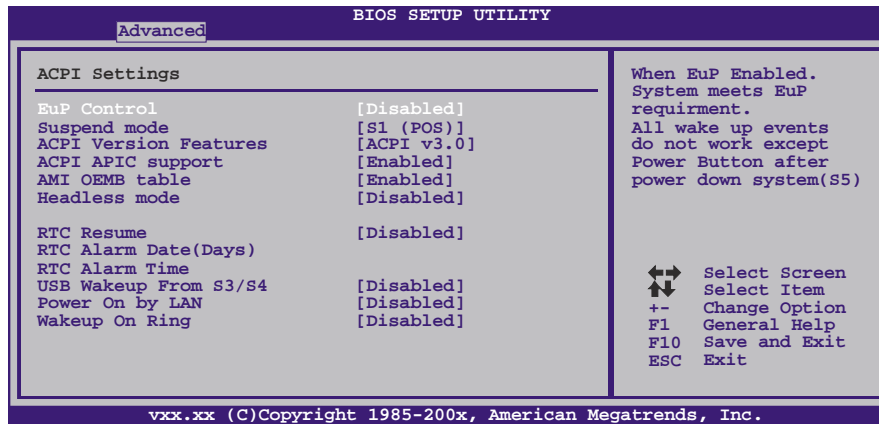 BIOS SETUP UTILITY
Advanced
ACPI Settings
EuP Control [Disabled]
Suspend mode [S1 (POS)]
ACPI Version Features [ACPI v3.0]
ACPI APIC support [Enabled]
AMI OEMB table [Enabled]
Headless mode [Disabled]
RTC Resume [Disabled]
RTC Alarm Date(Days)
RTC Alarm Time
USB Wakeup From S3/S4 [Disabled]
Power On by LAN [Disabled]
Wakeup On Ring [Disabled]
When EuP Enabled.
System meets EuP
requirment.
All wake up events
do not work except
Power Button after
power down system(S5)
Select Screen
Select Item
+- Change Option
F1 General Help
F10 Save and Exit
ESC Exit
vxx.xx (C)Copyright 1985-200x, American Megatrends, Inc.